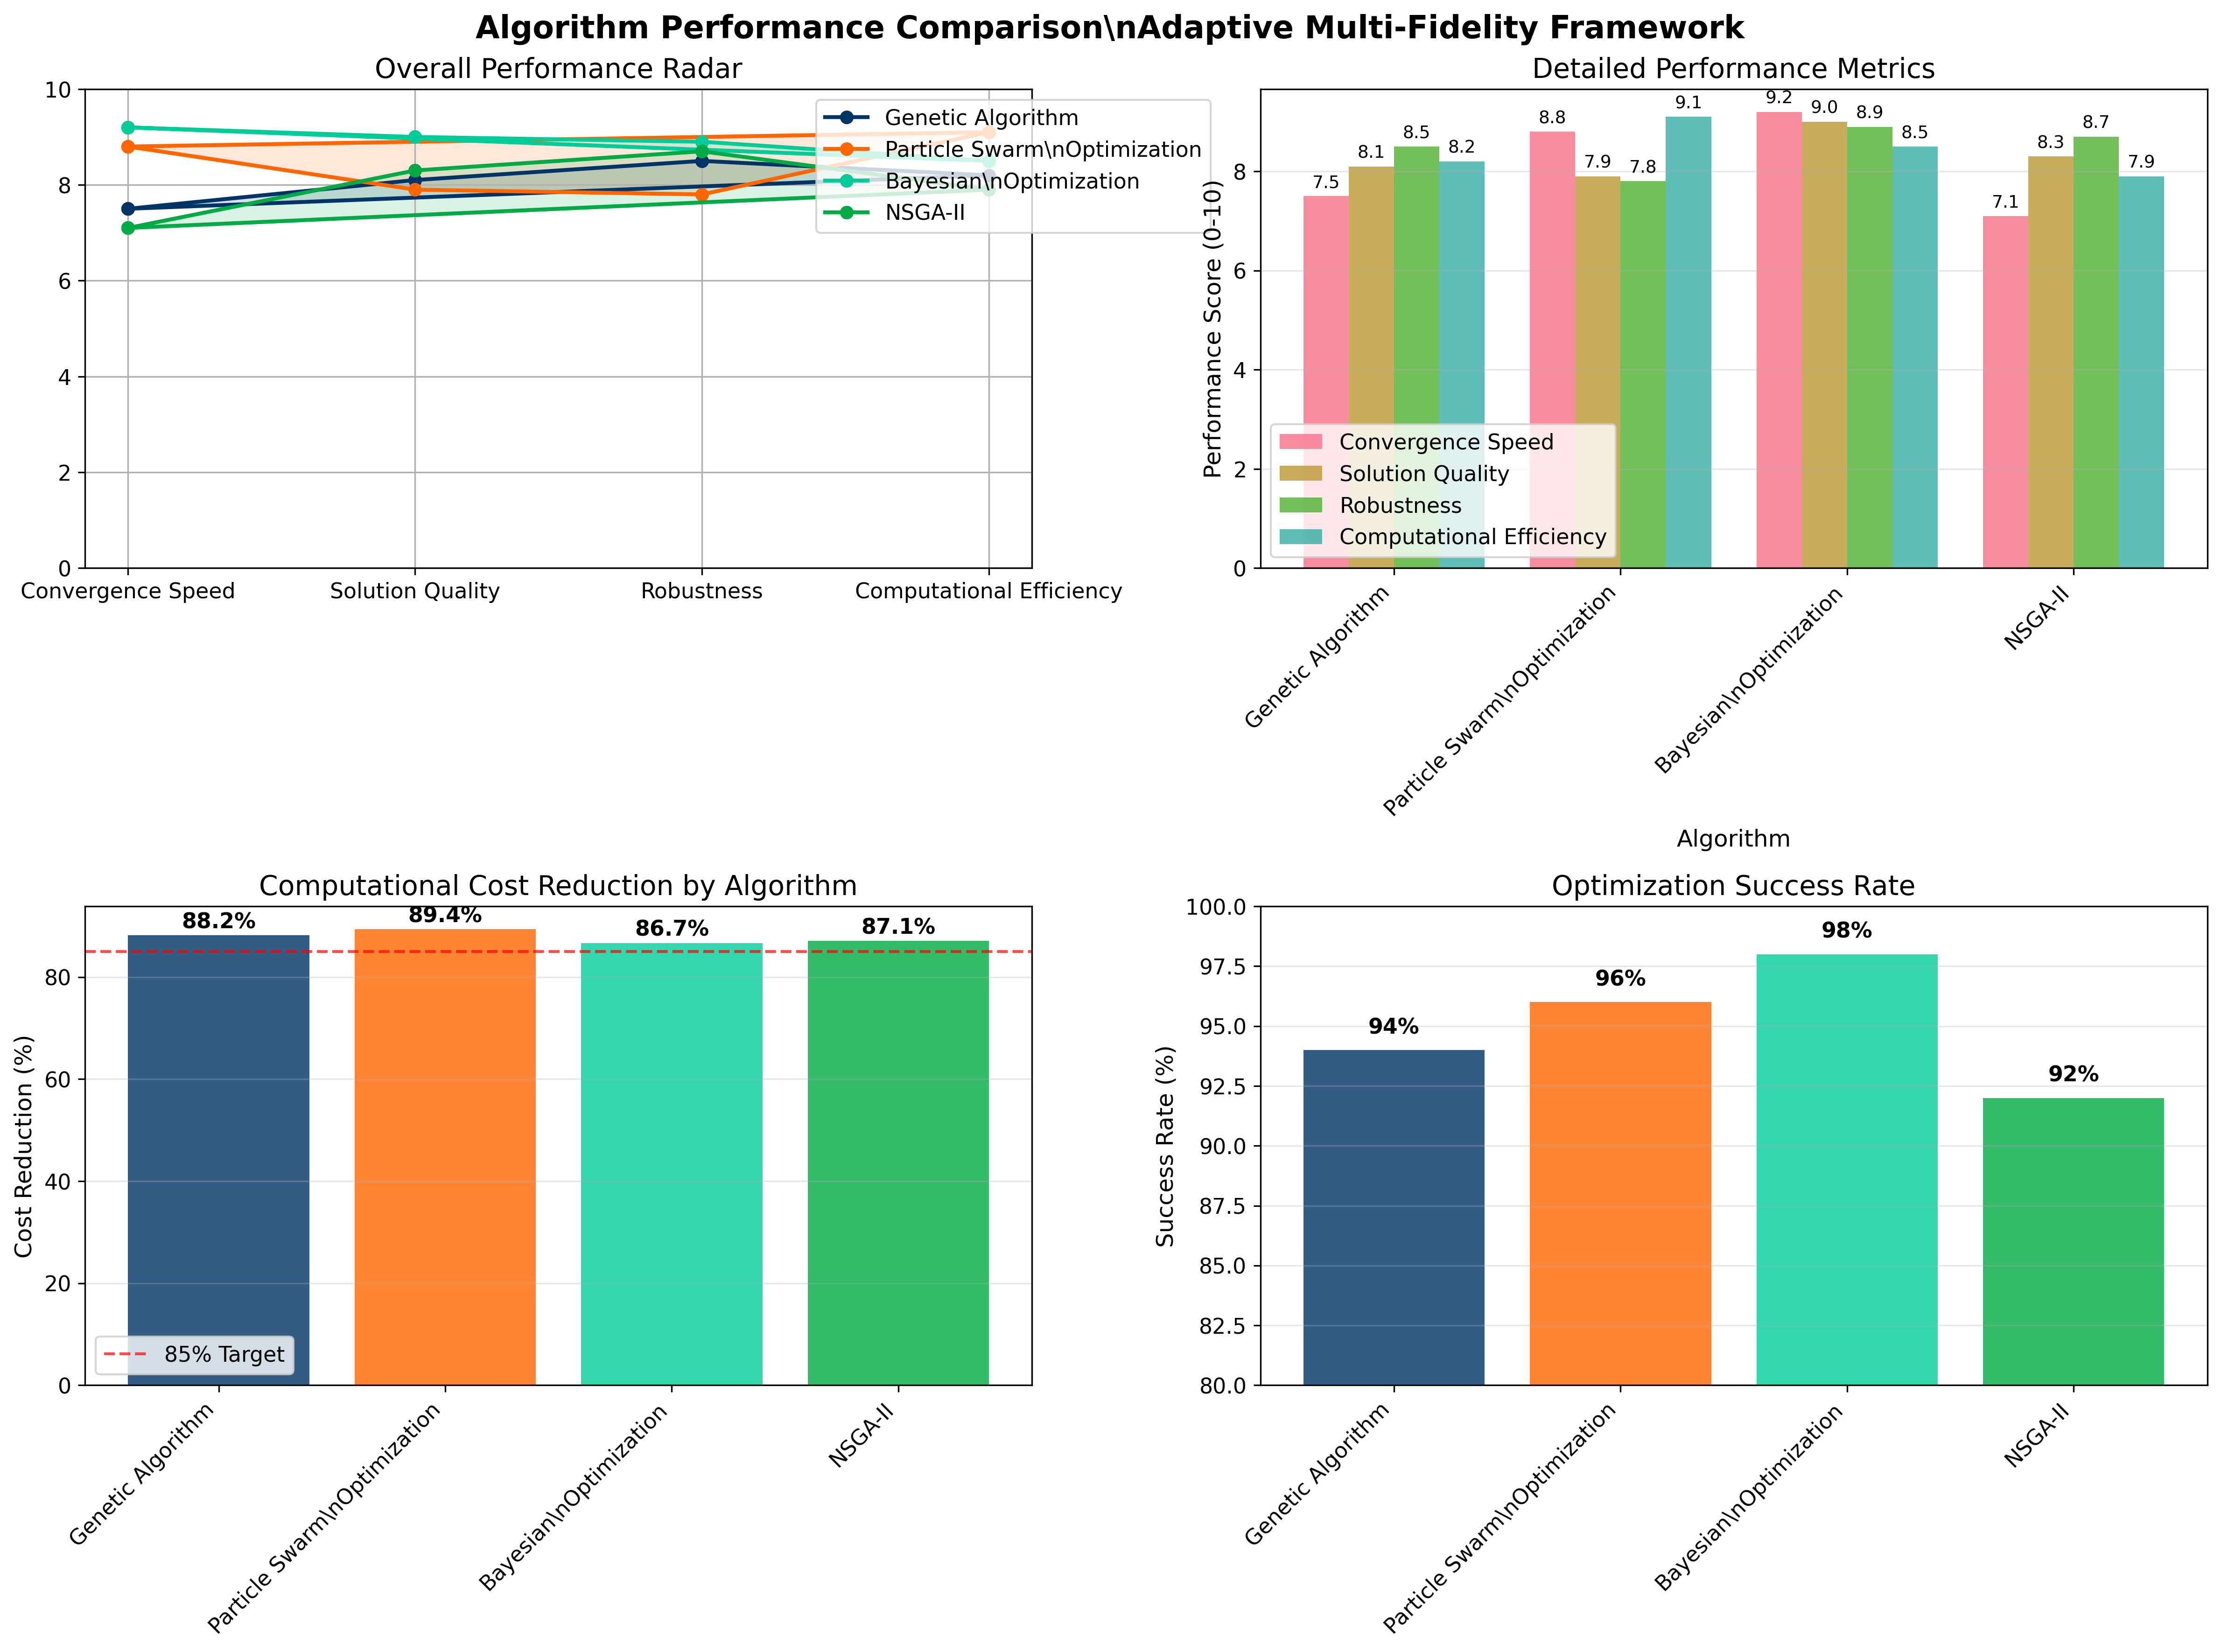 Algorithm Performance Comparison\nAdaptive Multi-Fidelity Framework
Overall Performance Radar
10
8
6
4
2
0
Convergence Speed
Solution Quality
Robustness
Computational Efficiency
Genetic Algorithm
Particle Swarm\nOptimization
Bayesian\nOptimization
NSGA-II
Detailed Performance Metrics
Performance Score (0-10)
8
6
4
2
0
7.5
8.1
8.5
8.2
8.8
7.9
7.8
9.1
9.2
9.0
8.9
8.5
7.1
8.3
8.7
7.9
Convergence Speed
Solution Quality
Robustness
Computational Efficiency
Genetic Algorithm
Particle Swarm\nOptimization
Bayesian\nOptimization
NSGA-II
Algorithm
Computational Cost Reduction by Algorithm
Cost Reduction (%)
80
60
40
20
0
88.2%
89.4%
86.7%
87.1%
85% Target
Genetic Algorithm
Particle Swarm\nOptimization
Bayesian\nOptimization
NSGA-II
Optimization Success Rate
Success Rate (%)
100.0
97.5
95.0
92.5
90.0
87.5
85.0
82.5
80.0
94%
96%
98%
92%
Genetic Algorithm
Particle Swarm\nOptimization
Bayesian\nOptimization
NSGA-II